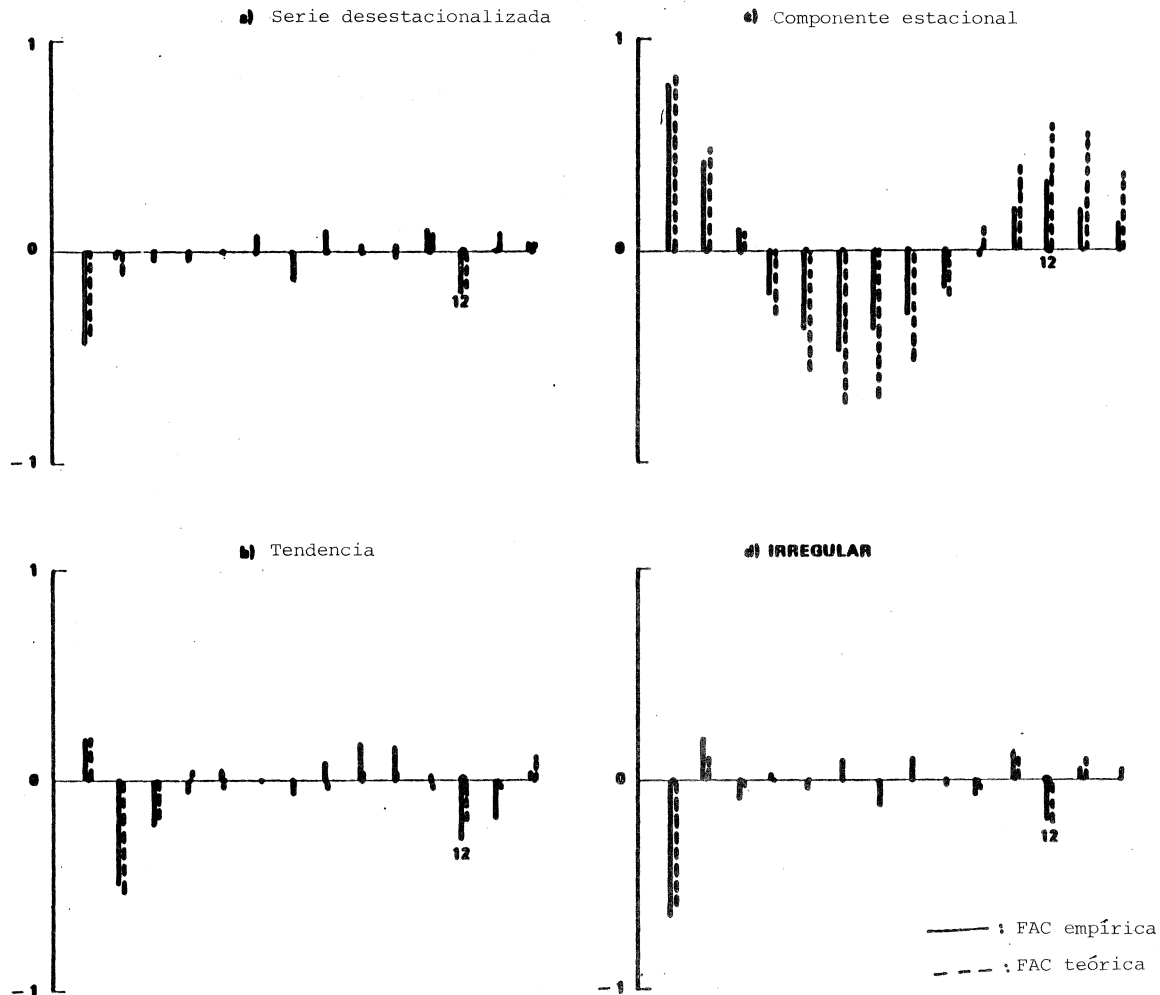 a) Serie desestacionalizada
1
0
12
-1
c) Componente estacional
1
0
12
b) Tendencia
1
0
12
-1
d) IRREGULAR
0
12
-1
: FAC empírica
: FAC teórica